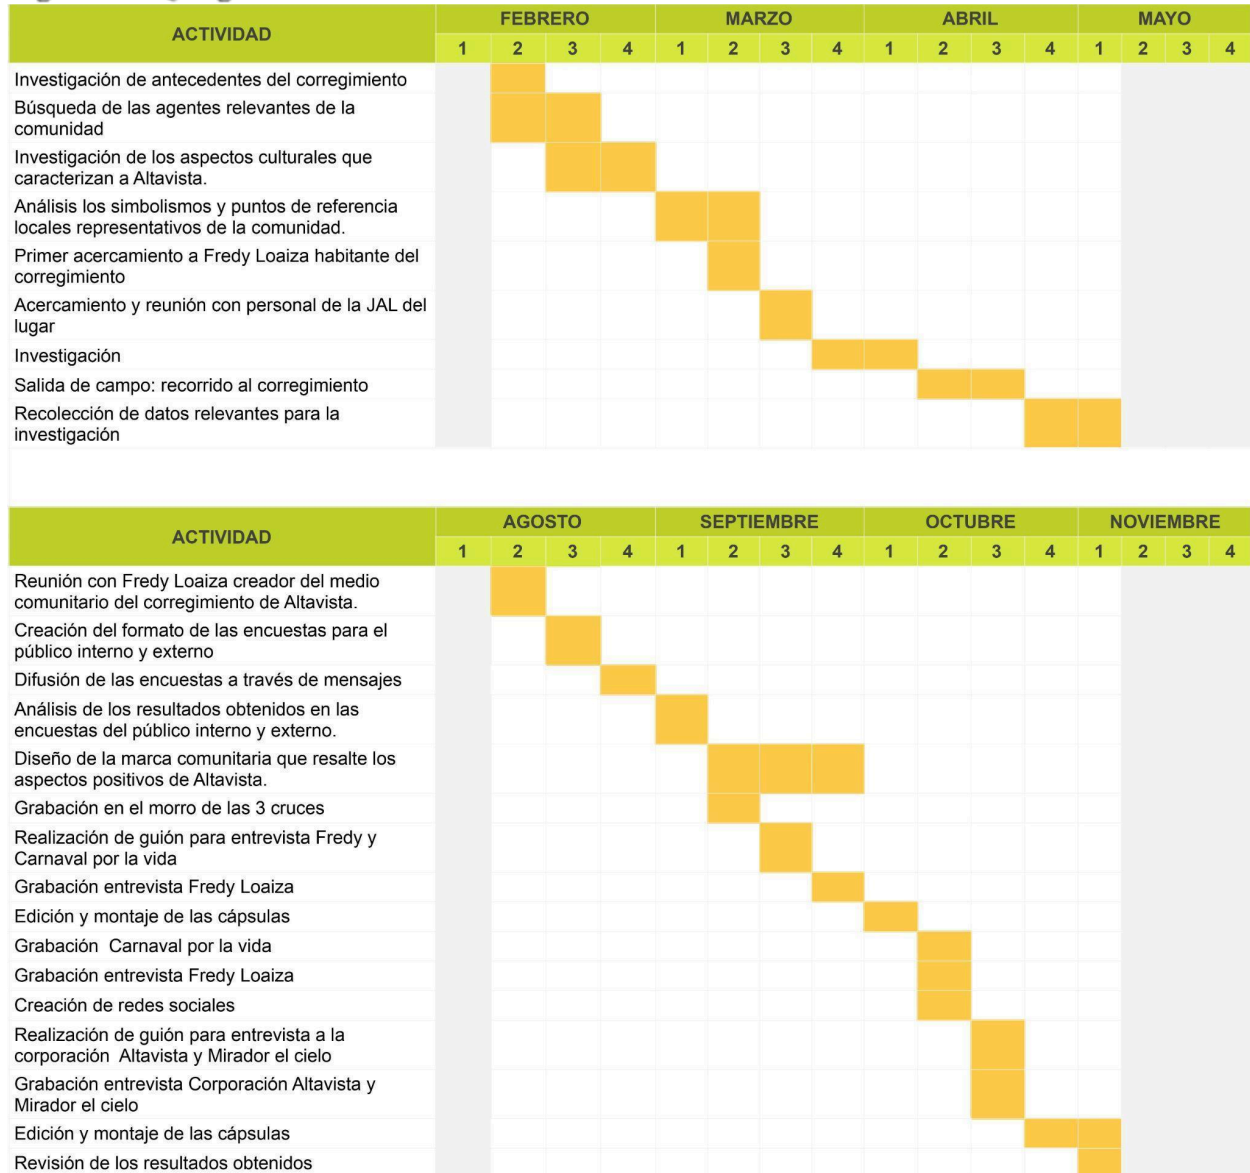 ACTIVIDAD
FEBRERO MARZO ABRIL MAYO
1 2 3 4 1 2 3 4 1 2 3 4 1 2 3 4
Investigación de antecedentes del corregimiento
Búsqueda de las agentes relevantes de la
comunidad
Investigación de los aspectos culturales que
caracterizan a Altavista.
Análisis los simbolismos y puntos de referencia
locales representativos de la comunidad.
Primer acercamiento a Fredy Loaiza habitante del
corregimiento
Acercamiento y reunión con personal de la JAL del
lugar
Investigación
Salida de campo: recorrido al corregimiento
Recolección de datos relevantes para la
investigación
ACTIVIDAD
AGOSTO SEPTIEMBRE OCTUBRE NOVIEMBRE
1 2 3 4 1 2 3 4 1 2 3 4 1 2 3 4
Reunión con Fredy Loaiza creador del medio
comunitario del corregimiento de Altavista.
Creación del formato de las encuestas para el
público interno y externo
Difusión de las encuestas a través de mensajes
Análisis de los resultados obtenidos en las
encuestas del público interno y externo.
Diseño de la marca comunitaria que resalte los
aspectos positivos de Altavista.
Grabación en el morro de las 3 cruces
Realización de guión para entrevista Fredy y
Carnaval por la vida
Grabación entrevista Fredy Loaiza
Edición y montaje de las cápsulas
Grabación Carnaval por la vida
Grabación entrevista Fredy Loaiza
Creación de redes sociales
Realización de guión para entrevista a la
corporación Altavista y Mirador el cielo
Grabación entrevista Corporación Altavista y
Mirador el cielo
Edición y montaje de las cápsulas
Revisión de los resultados obtenidos